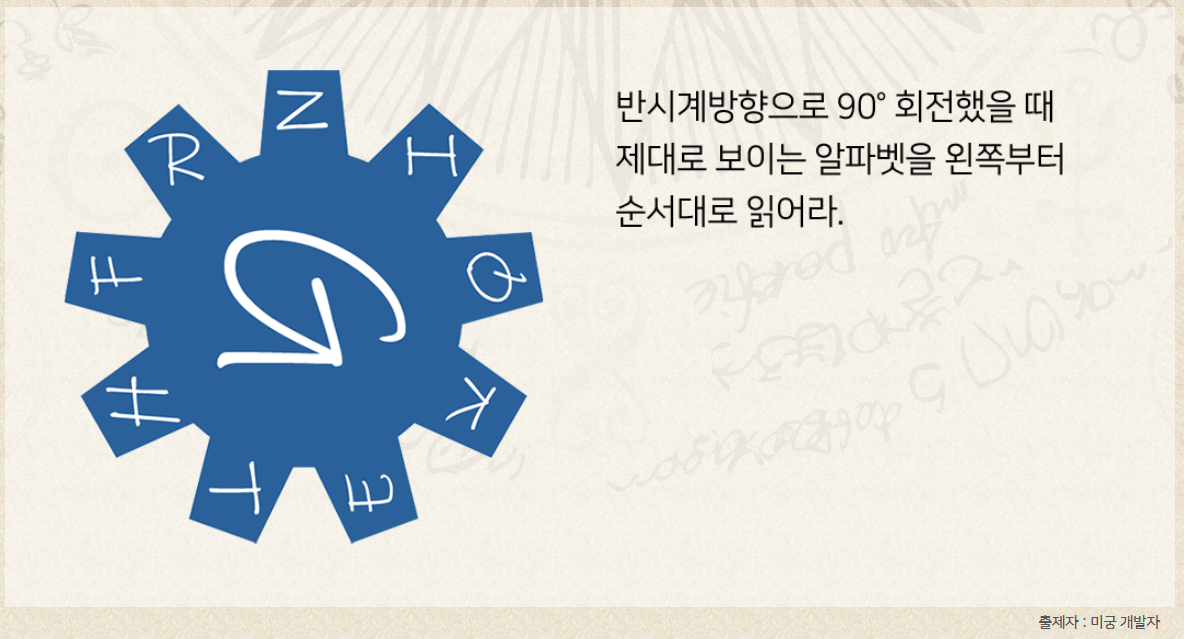 Z
R
H
반시계방향으로 90° 회전했을 때
제대로 보이는 알파벳을 왼쪽부터
순서대로 읽어라.
F
G
Q
H
K
T
E
출제자 : 미궁 개발자